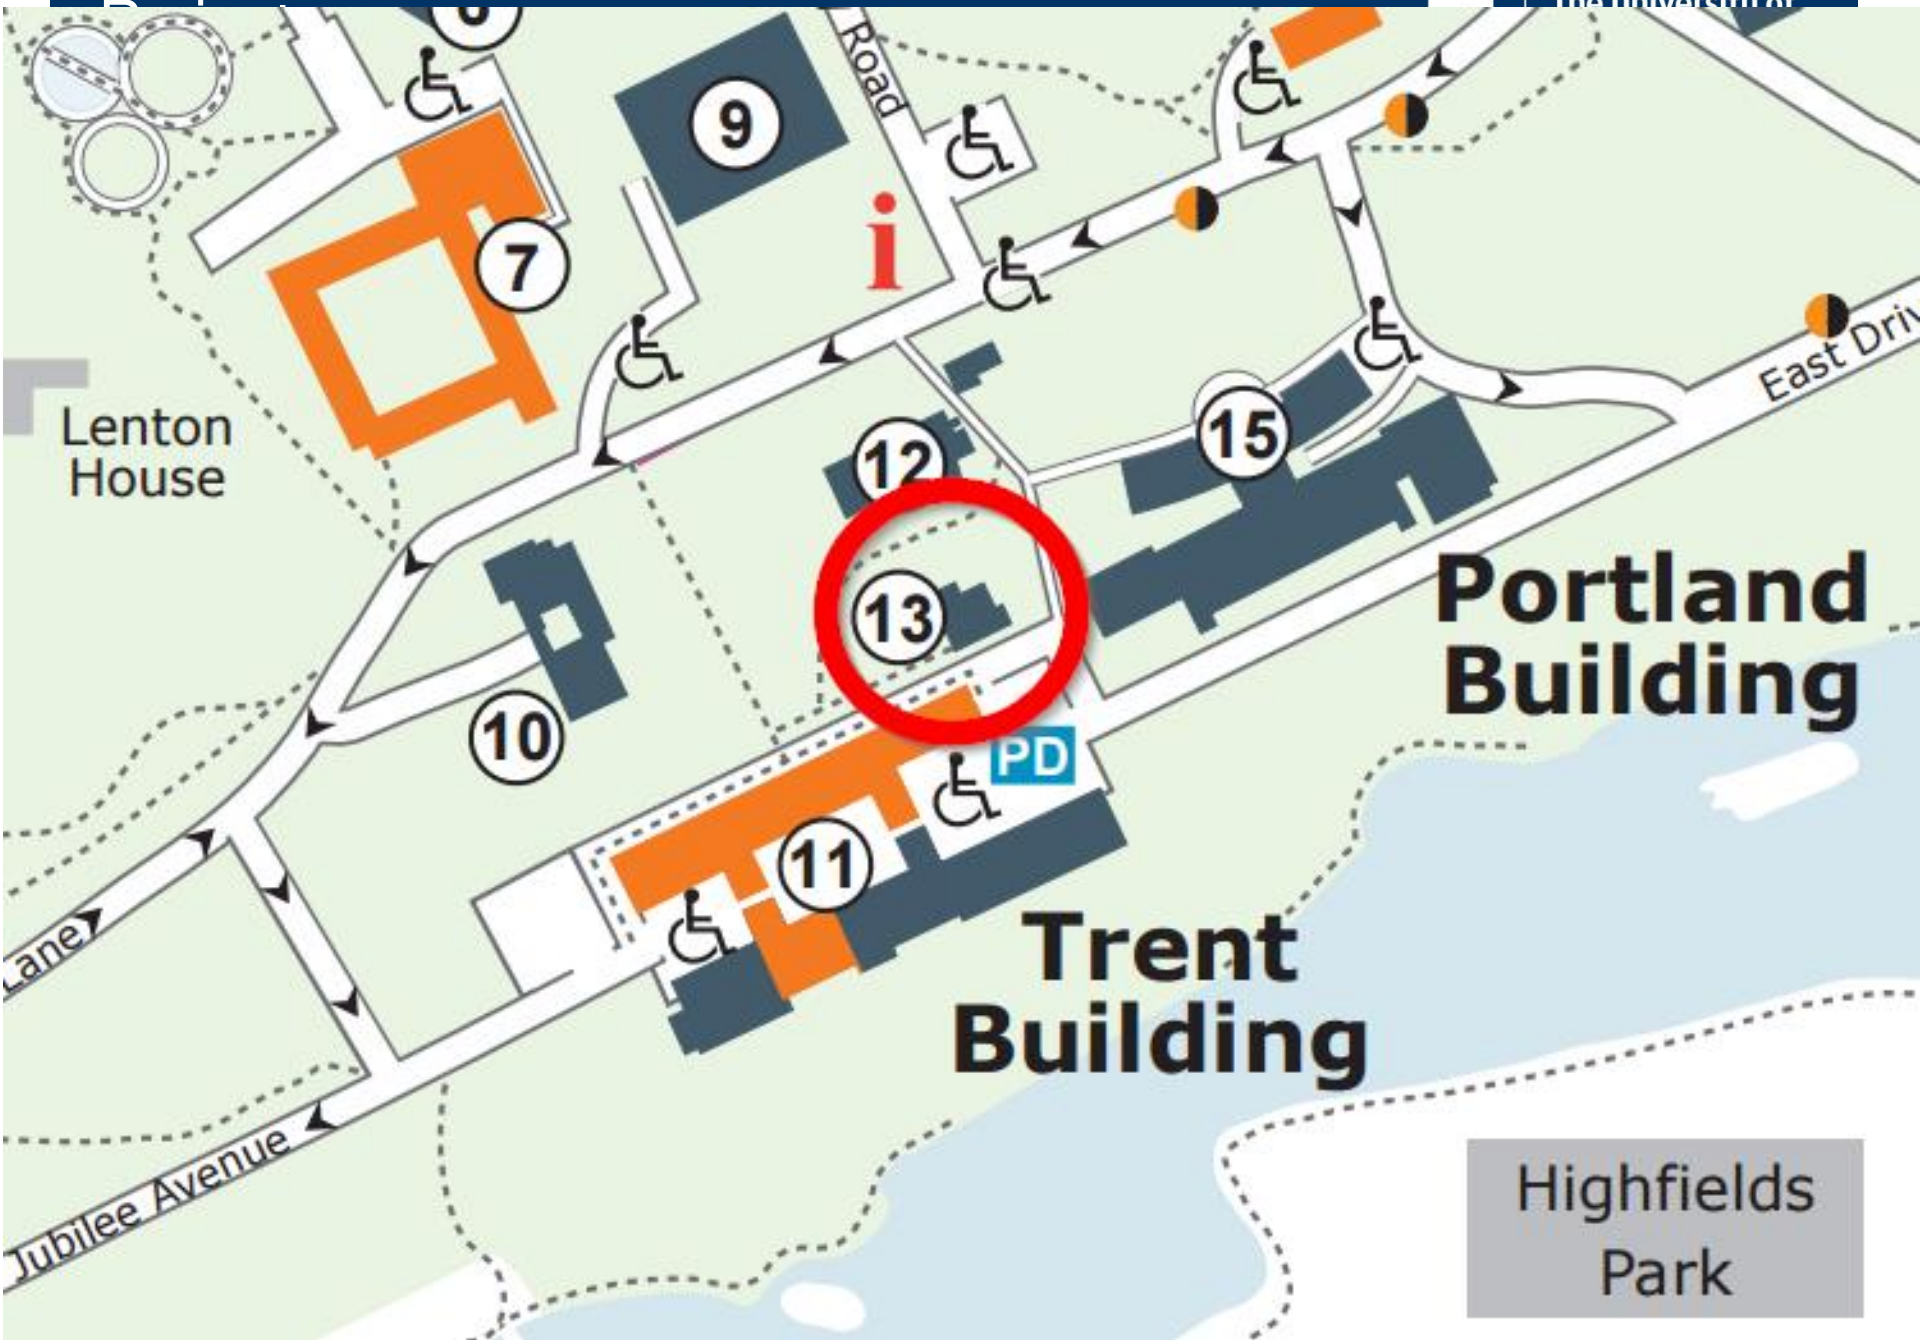 Road
9
7
i
Lenton
House
12
15
East Driv
13
Portland
Building
10
PD
11
Lane
Trent
Building
Jubilee Avenue
Highfields
Park